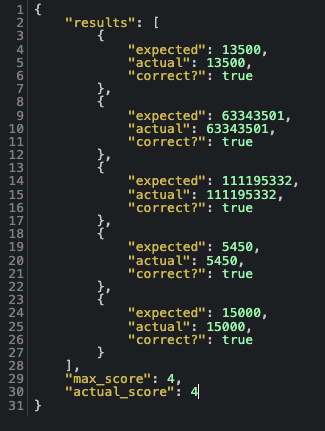 1 {
2     "results": [
3         {
4             "expected": 13500,
5             "actual": 13500,
6             "correct?": true
7         },
8         {
9             "expected": 63343501,
10             "actual": 63343501,
11             "correct?": true
12         },
13         {
14             "expected": 111195332,
15             "actual": 111195332,
16             "correct?": true
17         },
18         {
19             "expected": 5450,
20             "actual": 5450,
21             "correct?": true
22         },
23         {
24             "expected": 15000,
25             "actual": 15000,
26             "correct?": true
27         }
28     ],
29     "max_score": 4,
30     "actual_score": 4
31 }